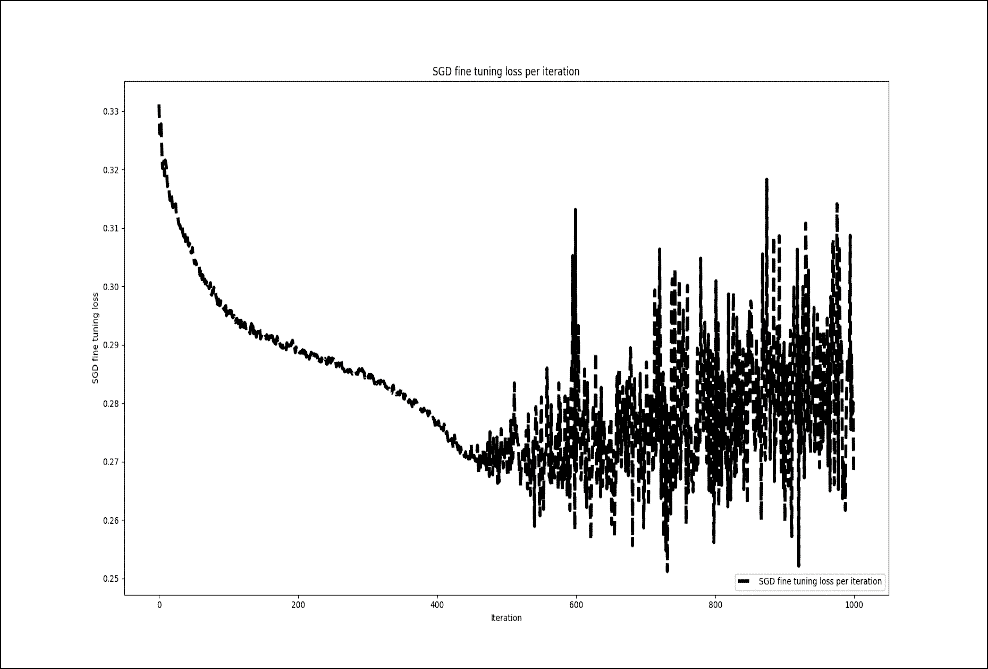 SGD fine tuning loss per iteration
0.33
0.32
0.31
0.30
0.29
0.28
0.27
0.26
0.25
SGD fine tuning loss
0 200 400 600 800 1000
Iteration
SGD fine tuning loss per iteration